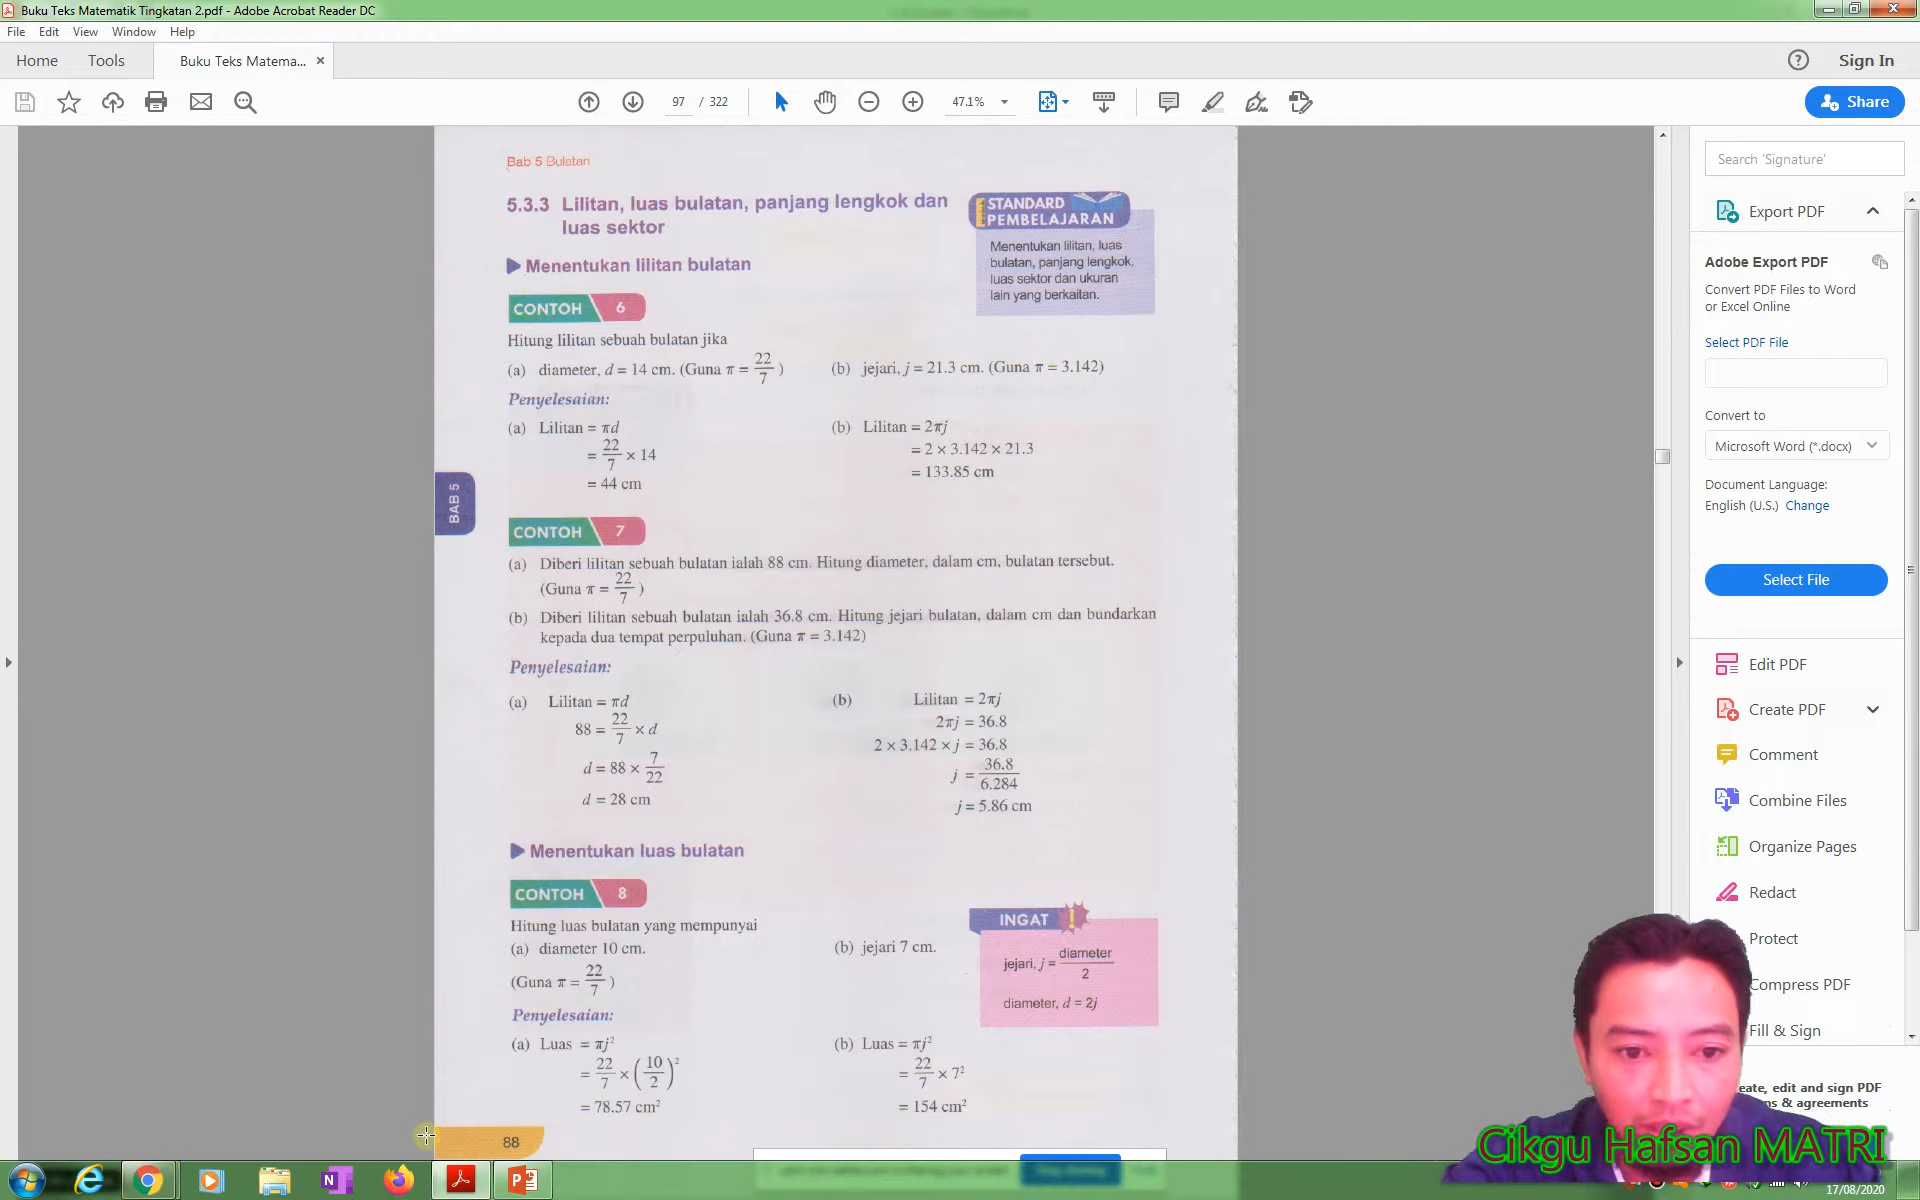 Buku Teks Matematik Tingkatan 2.pdf - Adobe Acrobat Reader DC
File Edit View Window Help
Home Tools Buku Teks Matema... × Sign In
97 / 322 47.1% Share
Bab 5 Bulatan
5.3.3 Lilitan, luas bulatan, panjang lengkok dan
luas sektor
STANDARD
PEMBELAJARAN
Menentukan lilitan, luas
bulatan, panjang lengkok,
luas sektor dan ukuran
lain yang berkaitan.
Menentukan lilitan bulatan
CONTOH 6
Hitung lilitan sebuah bulatan jika
(a) diameter, d = 14 cm. (Guna π = 22/7)
(b) jejari, j = 21.3 cm. (Guna π = 3.142)
Penyelesaian:
(a) Lilitan = πd
= 22/7 × 14
= 44 cm
(b) Lilitan = 2πj
= 2 × 3.142 × 21.3
= 133.85 cm
BAB 5
CONTOH 7
(a) Diberi lilitan sebuah bulatan ialah 88 cm. Hitung diameter, dalam cm, bulatan tersebut.
(Guna π = 22/7)
(b) Diberi lilitan sebuah bulatan ialah 36.8 cm. Hitung jejari bulatan, dalam cm dan bundarkan
kepada dua tempat perpuluhan. (Guna π = 3.142)
Penyelesaian:
(a) Lilitan = πd
88 = 22/7 × d
d = 88 × 7/22
d = 28 cm
(b) Lilitan = 2πj
2πj = 36.8
2 × 3.142 × j = 36.8
j = 36.8/6.284
j = 5.86 cm
Menentukan luas bulatan
CONTOH 8
Hitung luas bulatan yang mempunyai
(a) diameter 10 cm.
(b) jejari 7 cm.
(Guna π = 22/7)
INGAT !
jejari, j = diameter/2
diameter, d = 2j
Penyelesaian:
(a) Luas = πj²
= 22/7 × (10/2)²
= 78.57 cm²
(b) Luas = πj²
= 22/7 × 7²
= 154 cm²
88
Search 'Signature'
Export PDF
Adobe Export PDF
Convert PDF Files to Word
or Excel Online
Select PDF File
Convert to
Microsoft Word (*.docx)
Document Language:
English (U.S.) Change
Select File
Edit PDF
Create PDF
Comment
Combine Files
Organize Pages
Redact
Protect
Compress PDF
Fill & Sign
eate, edit and sign PDF
& agreements
Cikgu Hafsan MATRI
17/08/2020